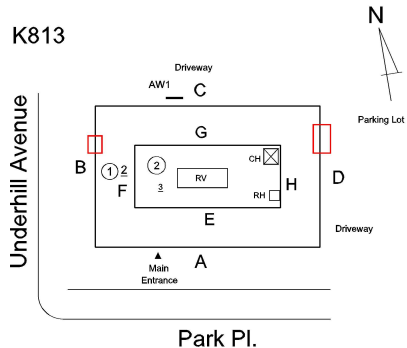 N
K813
Driveway
AW1
C
Parking Lot
G
Underhill Avenue
B
1 2
2
CH
F
3
RV
H
D
RH
E
Driveway
A
Main
Entrance
Park Pl.